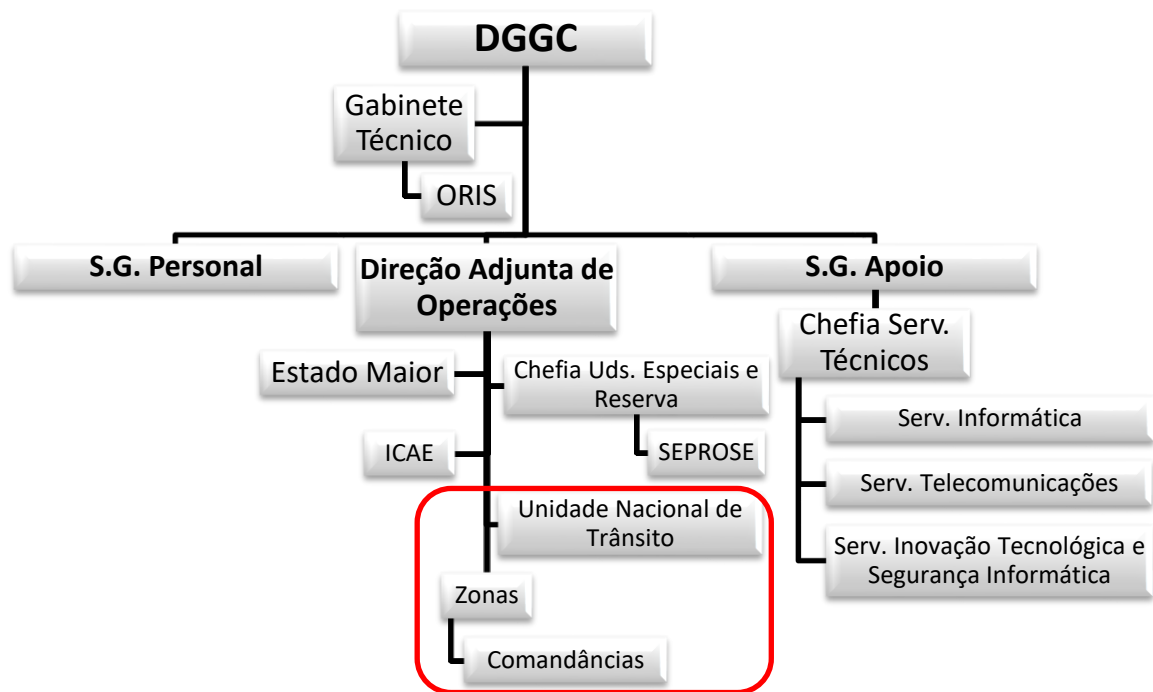 DGGC
Gabinete
Técnico
ORIS
S.G. Personal
Direção Adjunta de
Operações
S.G. Apoio
Estado Maior
Chefia Uds. Especiais e
Reserva
ICAE
SEPROSE
Unidade Nacional de
Trânsito
Zonas
Comandâncias
Chefia Serv.
Técnicos
Serv. Informática
Serv. Telecomunicações
Serv. Inovação Tecnológica e
Segurança Informática